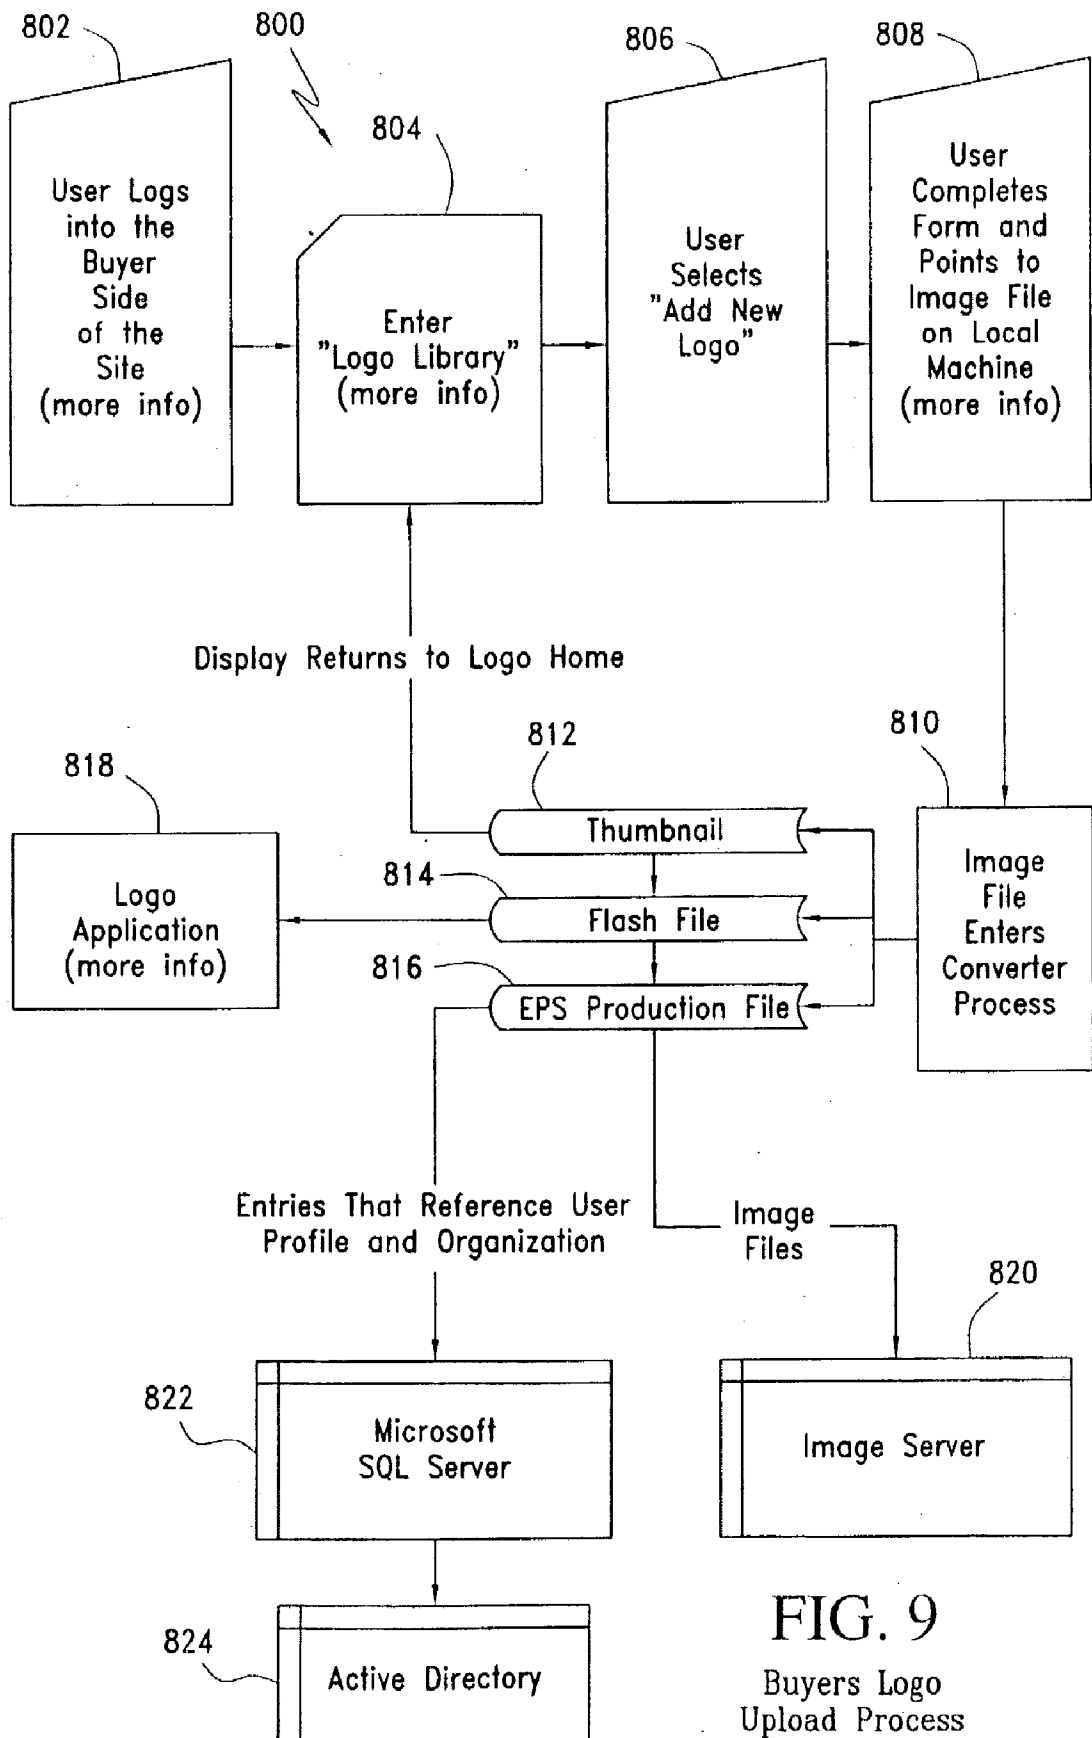 802
800
806
808
804
User Logs
into the
Buyer
Side
of the
Site
(more info)
Enter
"Logo Library"
(more info)
User
Selects
"Add New
Logo"
User
Completes
Form and
Points to
Image File
on Local
Machine
(more info)
Display Returns to Logo Home
812
810
818
Thumbnail
814
Flash File
816
EPS Production File
Logo
Application
(more info)
Image
File
Enters
Converter
Process
Entries That Reference User
Profile and Organization
Image
Files
820
822
Microsoft
SQL Server
Image Server
824
Active Directory
FIG. 9
Buyers Logo
Upload Process